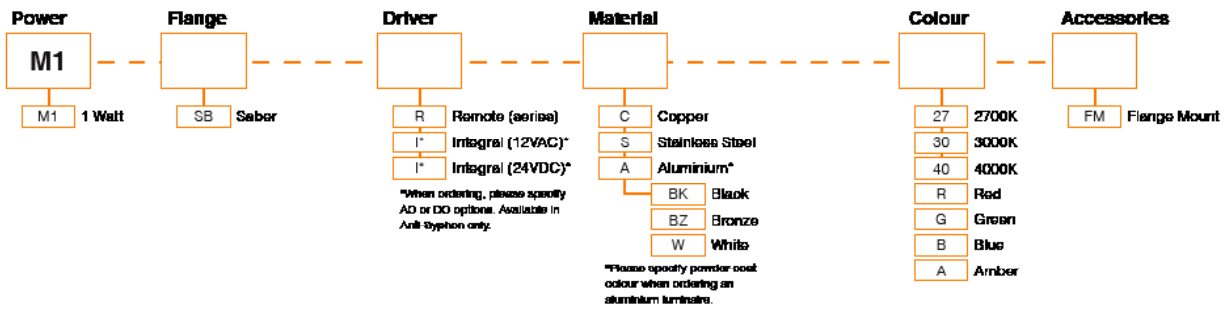 Power Flange Driver Material Colour Accessories
M1
M1 1 Watt SB Saber R Remote (series) C Copper 27 2700K FM Flange Mount
I* Integral (12VAC)* S Stainless Steel 30 3000K
I* Integral (24VDC)* A Aluminium* 40 4000K
*When ordering, please specify
AC or DC options. Available in
Anti-Syphon only.
BK Black R Red
BZ Bronze G Green
W White B Blue
A Amber
*Please specify powder coat
colour when ordering an
aluminium luminaire.